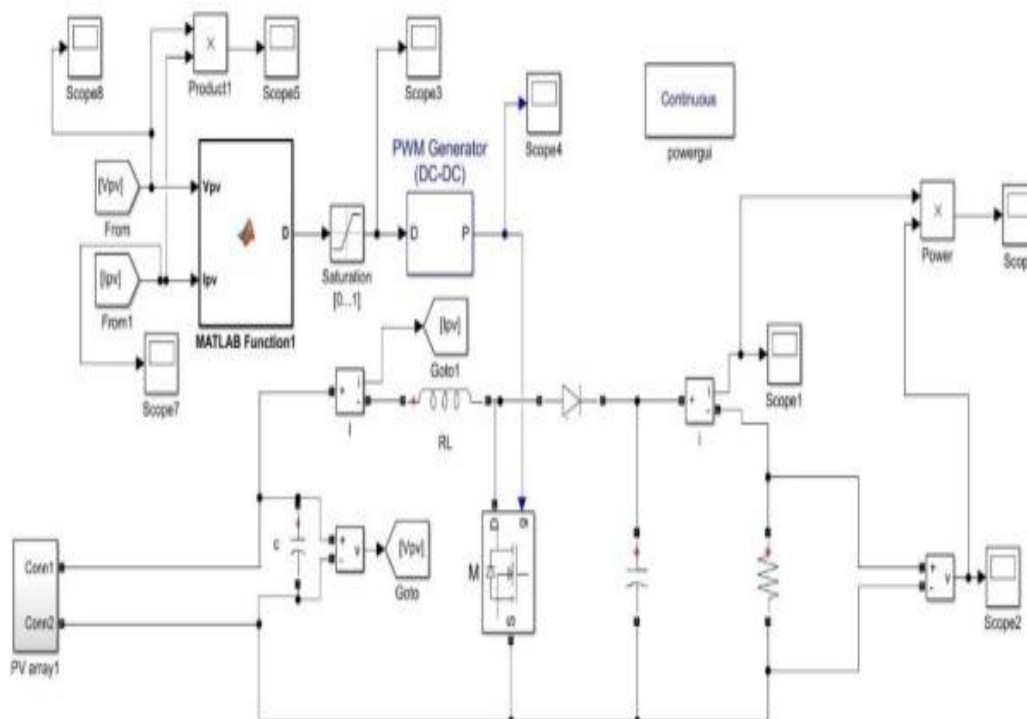 Scope8
Product1
Scope5
Scope3
Scope4
Continuous
powergui
PWM Generator
(DC-DC)
[Vpv]
From
Vpv
D
D
P
[Ipv]
From1
Ipv
Saturation
[0...1]
MATLAB Function1
Scope7
Power
Scope
[Ipv]
Goto1
i
I
RL
i
i
Scope1
c
v
[Vpv]
Goto
D
g
M
S
Conn1
Conn2
PV array1
v
Scope2